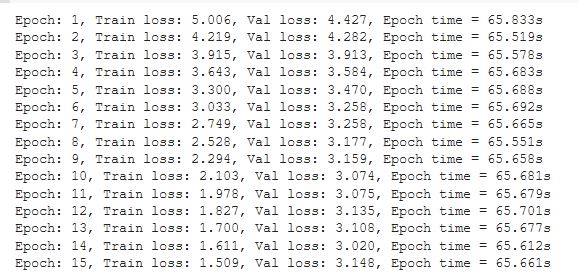 Epoch: 1, Train loss: 5.006, Val loss: 4.427, Epoch time = 65.833s
Epoch: 2, Train loss: 4.219, Val loss: 4.282, Epoch time = 65.519s
Epoch: 3, Train loss: 3.915, Val loss: 3.913, Epoch time = 65.578s
Epoch: 4, Train loss: 3.643, Val loss: 3.584, Epoch time = 65.683s
Epoch: 5, Train loss: 3.300, Val loss: 3.470, Epoch time = 65.688s
Epoch: 6, Train loss: 3.033, Val loss: 3.258, Epoch time = 65.692s
Epoch: 7, Train loss: 2.749, Val loss: 3.258, Epoch time = 65.665s
Epoch: 8, Train loss: 2.528, Val loss: 3.177, Epoch time = 65.551s
Epoch: 9, Train loss: 2.294, Val loss: 3.159, Epoch time = 65.658s
Epoch: 10, Train loss: 2.103, Val loss: 3.074, Epoch time = 65.681s
Epoch: 11, Train loss: 1.978, Val loss: 3.075, Epoch time = 65.679s
Epoch: 12, Train loss: 1.827, Val loss: 3.135, Epoch time = 65.701s
Epoch: 13, Train loss: 1.700, Val loss: 3.108, Epoch time = 65.677s
Epoch: 14, Train loss: 1.611, Val loss: 3.020, Epoch time = 65.612s
Epoch: 15, Train loss: 1.509, Val loss: 3.148, Epoch time = 65.661s